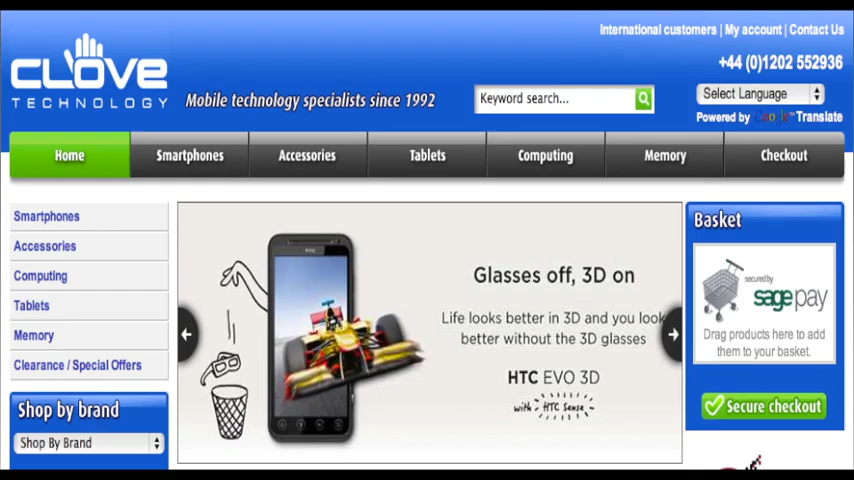 International customers | My account | Contact Us
CLOVE
TECHNOLOGY
Mobile technology specialists since 1992
+44 (0)1202 552936
Keyword search...
Select Language
Powered by Google™ Translate
Home
Smartphones
Accessories
Tablets
Computing
Memory
Checkout
Smartphones
Accessories
Computing
Tablets
Memory
Clearance / Special Offers
Shop by brand
Shop By Brand
hTC
Glasses off, 3D on
Life looks better in 3D and you look
better without the 3D glasses
HTC EVO 3D
with HTC Sense
Basket
secured by
sage pay
Drag products here to add
them to your basket.
Secure checkout